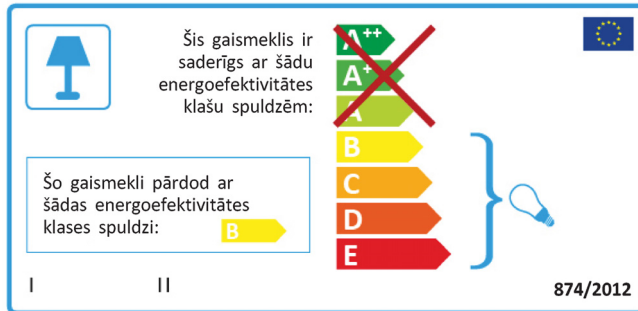 Šis gaismeklis ir
saderīgs ar šādu
energoefektivitātes
klašu spuldzēm:
A++
A+
A
B
C
D
E
Šo gaismekli pārdod ar
šādas energoefektivitātes
klases spuldzi: B
I II
874/2012